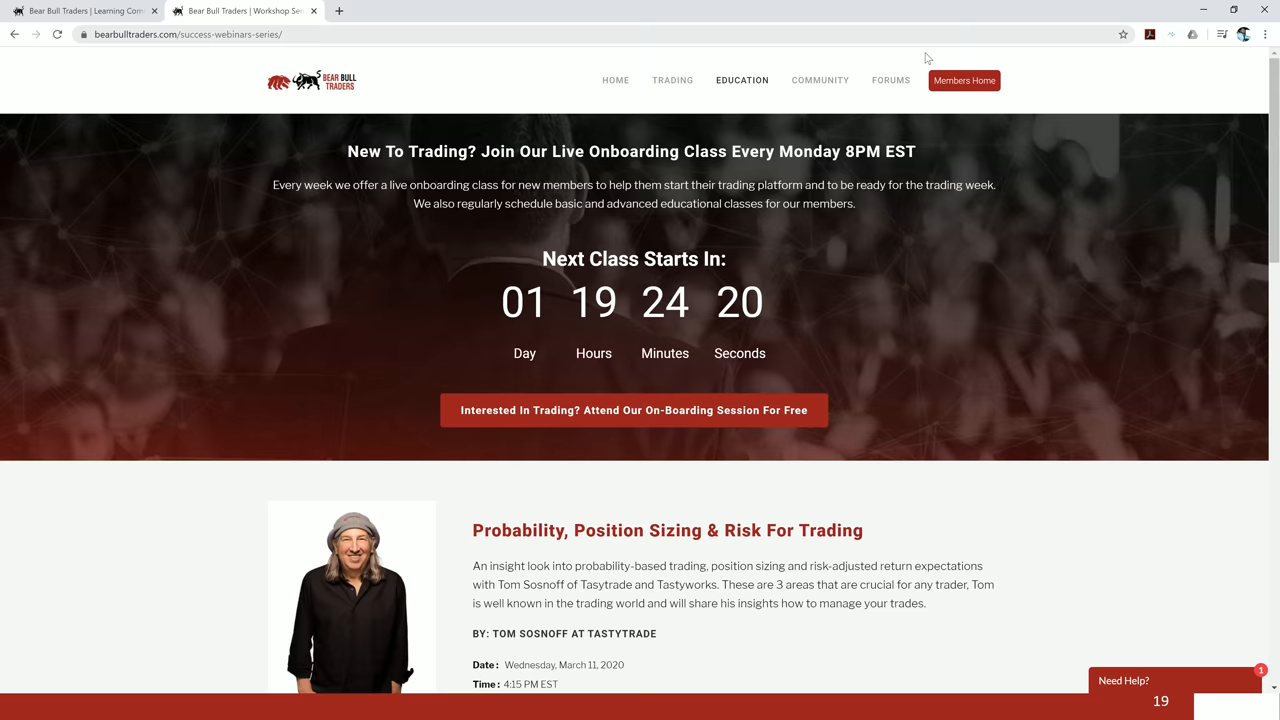 Bear Bull Traders | Learning Com
Bear Bull Traders | Workshop Ser
bearbulltraders.com/success-webinars-series/
BEAR BULL
TRADERS
HOME
TRADING
EDUCATION
COMMUNITY
FORUMS
Members Home
New To Trading? Join Our Live Onboarding Class Every Monday 8PM EST
Every week we offer a live onboarding class for new members to help them start their trading platform and to be ready for the trading week.
We also regularly schedule basic and advanced educational classes for our members.
Next Class Starts In:
01 19 24 20
Day Hours Minutes Seconds
Interested In Trading? Attend Our On-Boarding Session For Free
Probability, Position Sizing & Risk For Trading
An insight look into probability-based trading, position sizing and risk-adjusted return expectations
with Tom Sosnoff of Tasytrade and Tastyworks. These are 3 areas that are crucial for any trader, Tom
is well known in the trading world and will share his insights how to manage your trades.
BY: TOM SOSNOFF AT TASTYTRADE
Date : Wednesday, March 11, 2020
Time : 4:15 PM EST
Need Help?
1
19